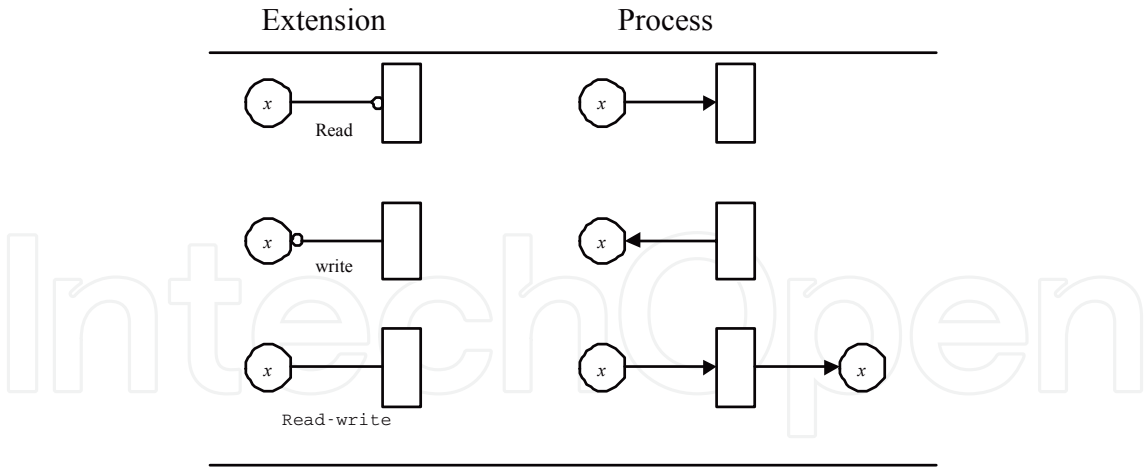 Extension Process
x x
Read
x x
write
x x x
Read-write
IntechOpen